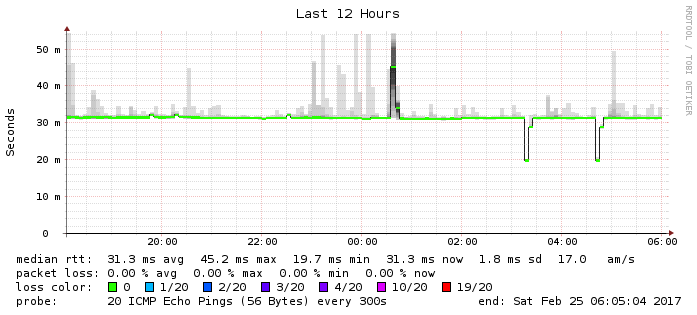 Last 12 Hours
RRDTOOL / TOBI OETIKER
Seconds
50 m
40 m
30 m
20 m
10 m
0
20:00 22:00 00:00 02:00 04:00 06:00
median rtt: 31.3 ms avg 45.2 ms max 19.7 ms min 31.3 ms now 1.8 ms sd 17.0 am/s
packet loss: 0.00 % avg 0.00 % max 0.00 % min 0.00 % now
loss color: 0 1/20 2/20 3/20 4/20 10/20 19/20
probe: 20 ICMP Echo Pings (56 Bytes) every 300s end: Sat Feb 25 06:05:04 2017